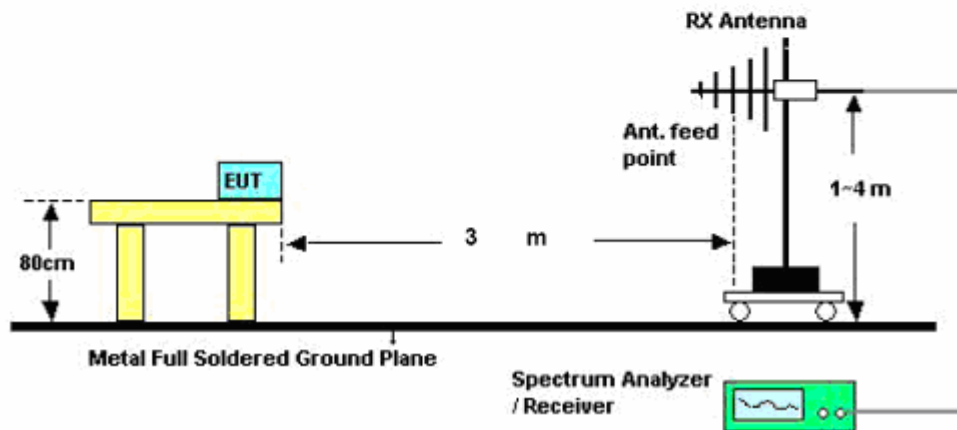 RX Antenna
Ant. feed
point
EUT
1~4 m
3 m
80cm
Metal Full Soldered Ground Plane
Spectrum Analyzer
/ Receiver